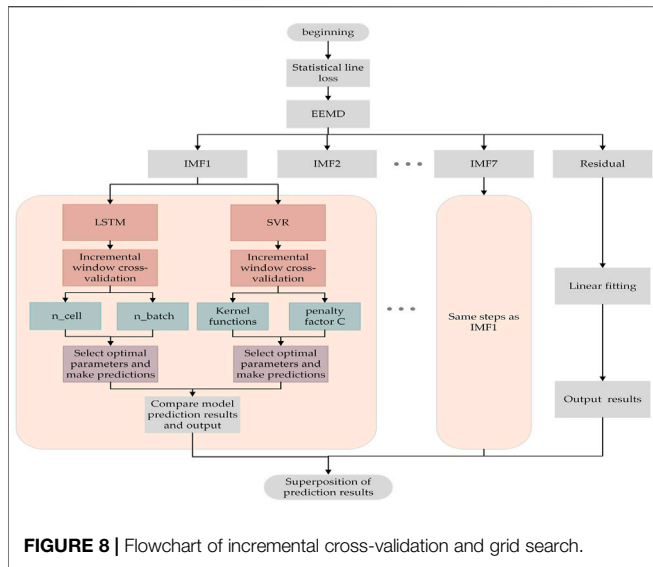 beginning
Statistical line
loss
EEMD
IMF1
IMF2
IMF7
Residual
LSTM
SVR
Incremental
window cross-
validation
Incremental
window cross-
validation
n_cell
n_batch
Kernel
functions
penalty
factor C
Select optimal
parameters and
make predictions
Select optimal
parameters and
make predictions
Compare model
prediction results
and output
Same steps as
IMF1
Linear fitting
Output results
Superposition of
prediction results
FIGURE 8 | Flowchart of incremental cross-validation and grid search.